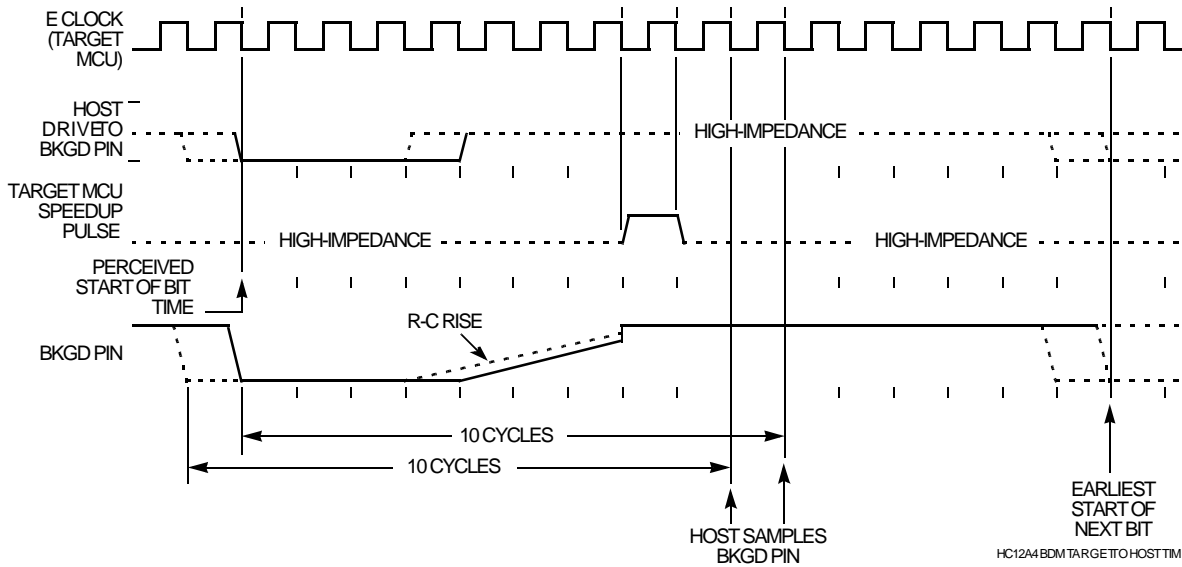 E CLOCK
(TARGET
MCU)
HOST
DRIVE TO
BKGD PIN
HIGH-IMPEDANCE
TARGET MCU
SPEEDUP
PULSE
HIGH-IMPEDANCE
HIGH-IMPEDANCE
PERCEIVED
START OF BIT
TIME
R-C RISE
BKGD PIN
10 CYCLES
10 CYCLES
HOST SAMPLES
BKGD PIN
EARLIEST
START OF
NEXT BIT
HC12A4 BDM TARGET TO HOST TIM